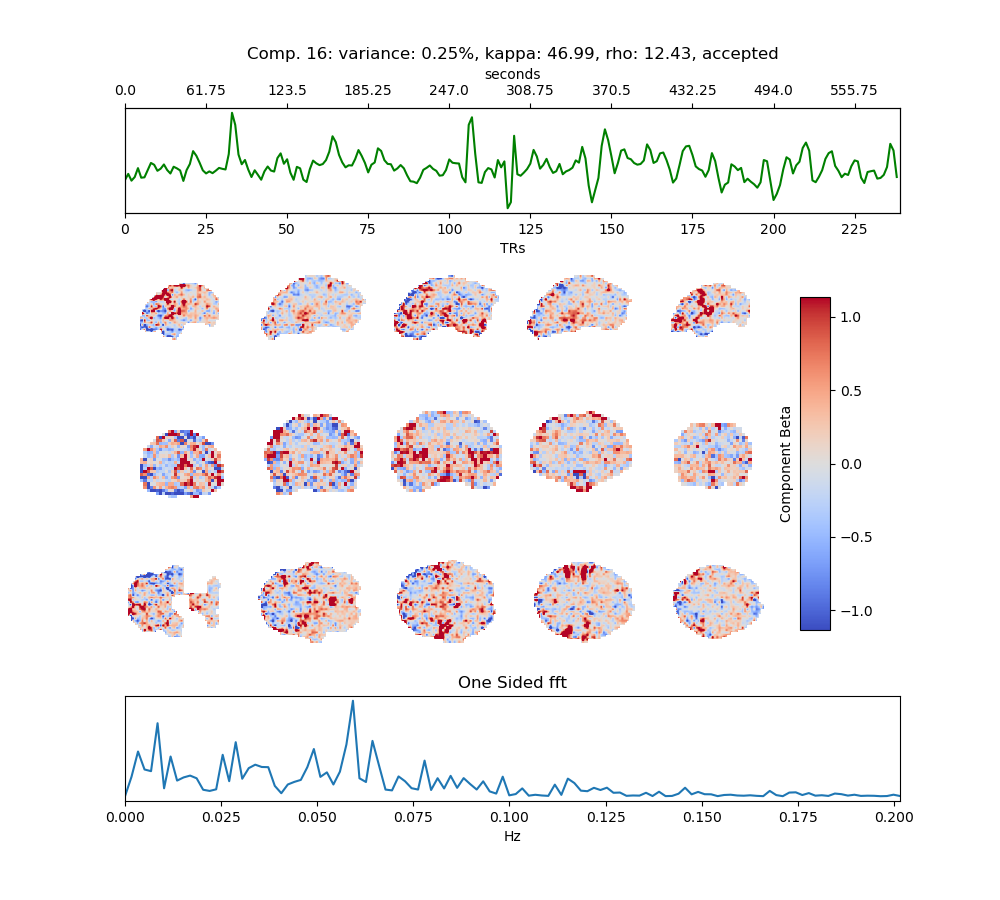 Comp. 16: variance: 0.25%, kappa: 46.99, rho: 12.43, accepted
seconds
0.0 61.75 123.5 185.25 247.0 308.75 370.5 432.25 494.0 555.75
0 25 50 75 100 125 150 175 200 225
TRs
1.0
0.5
0.0
−0.5
−1.0
Component Beta
One Sided fft
0.000 0.025 0.050 0.075 0.100 0.125 0.150 0.175 0.200
Hz